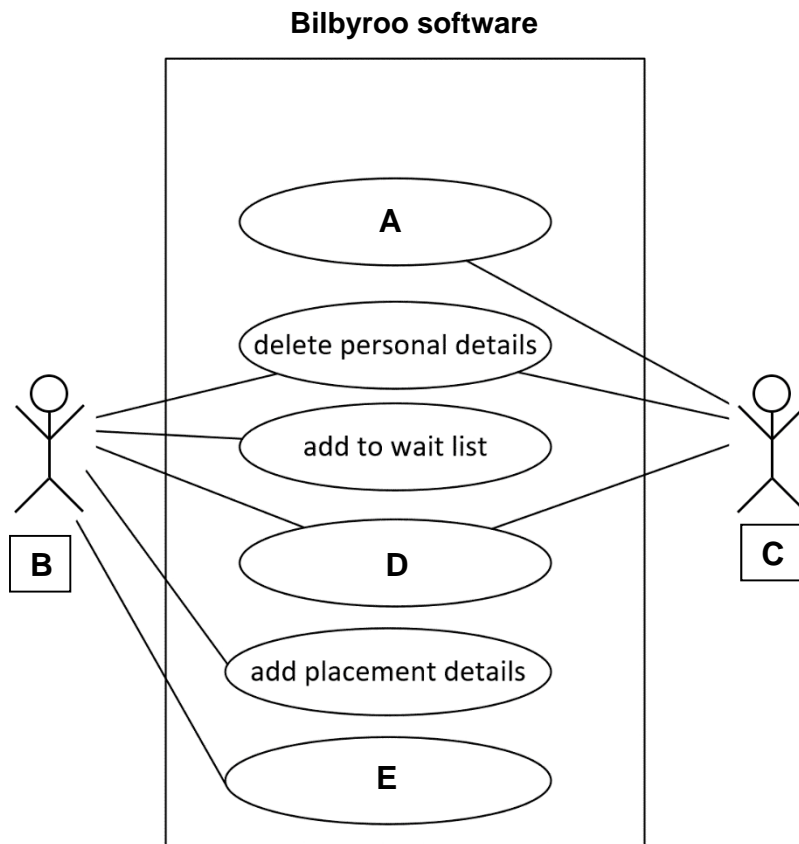 Bilbyroo software
A
delete personal details
add to wait list
B
D
C
add placement details
E